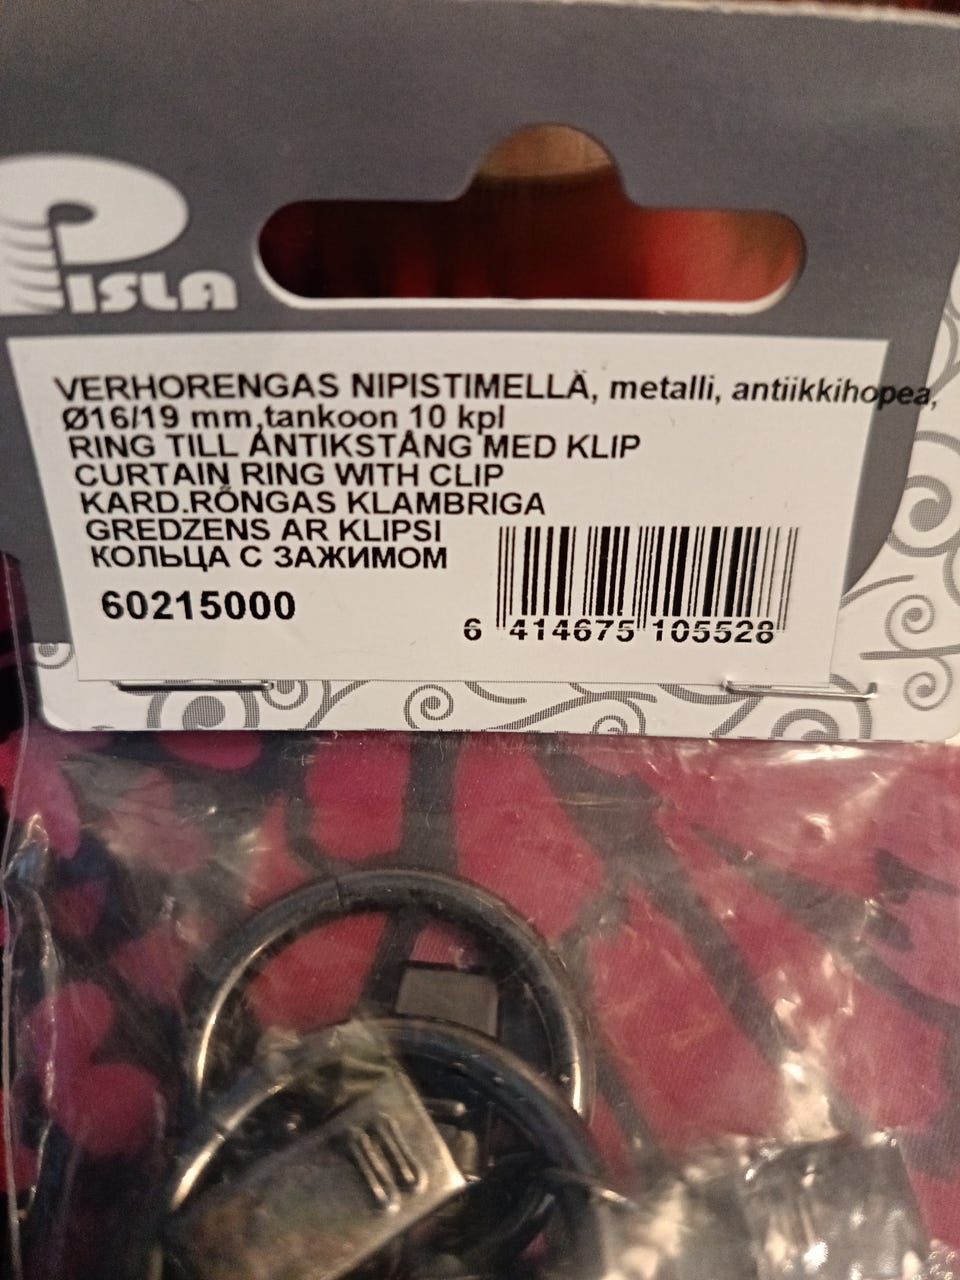 PISLA
VERHORENGAS NIPISTIMELLÄ, metalli, antiikkihopea,
Ø16/19 mm,tankoon 10 kpl
RING TILL ANTIKSTÅNG MED KLIP
CURTAIN RING WITH CLIP
KARD.RÕNGAS KLAMBRIGA
GREDZENS AR KLIPSI
КОЛЬЦА С ЗАЖИМОМ
60215000
6 414675 105528